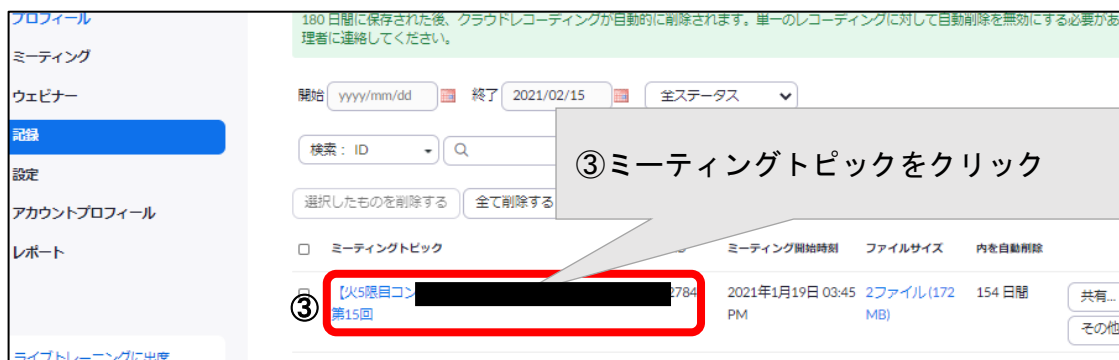 プロフィール
ミーティング
ウェビナー
記録
設定
アカウントプロフィール
レポート
ライブトレーニングに出席
180 日間に保存された後、クラウドレコーディングが自動的に削除されます。単一のレコーディングに対して自動削除を無効にする必要があ
理者に連絡してください。
開始 yyyy/mm/dd 終了 2021/02/15 全ステータス
検索： ID
③ミーティングトピックをクリック
選択したものを削除する 全て削除する
ミーティングトピック ミーティング開始時刻 ファイルサイズ 内を自動削除
③ 【火5限目コン 2784 2021年1月19日 03:45 2ファイル (172 154 日間 共有...
第15回 PM MB) その他